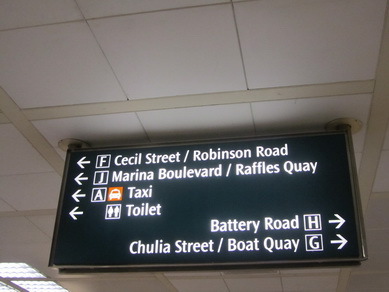 ← F Cecil Street / Robinson Road
← J Marina Boulevard / Raffles Quay
← A Taxi
← Toilet
Battery Road H →
Chulia Street / Boat Quay G →